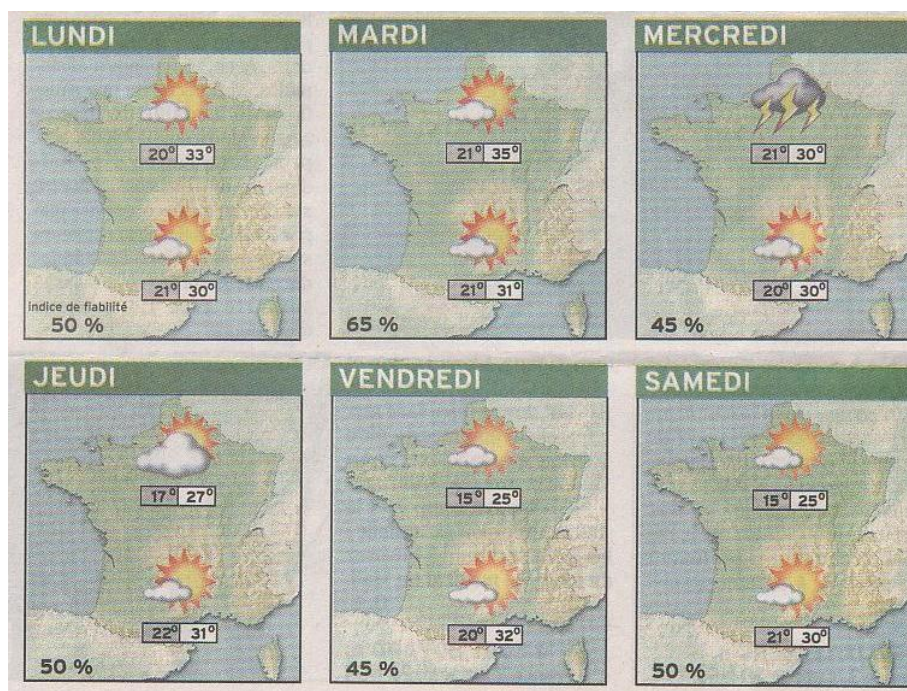 LUNDI
20° 33°
21° 30°
indice de fiabilité
50 %
MARDI
21° 35°
21° 31°
65 %
MERCREDI
21° 30°
20° 30°
45 %
JEUDI
17° 27°
22° 31°
50 %
VENDREDI
15° 25°
20° 32°
45 %
SAMEDI
15° 25°
21° 30°
50 %